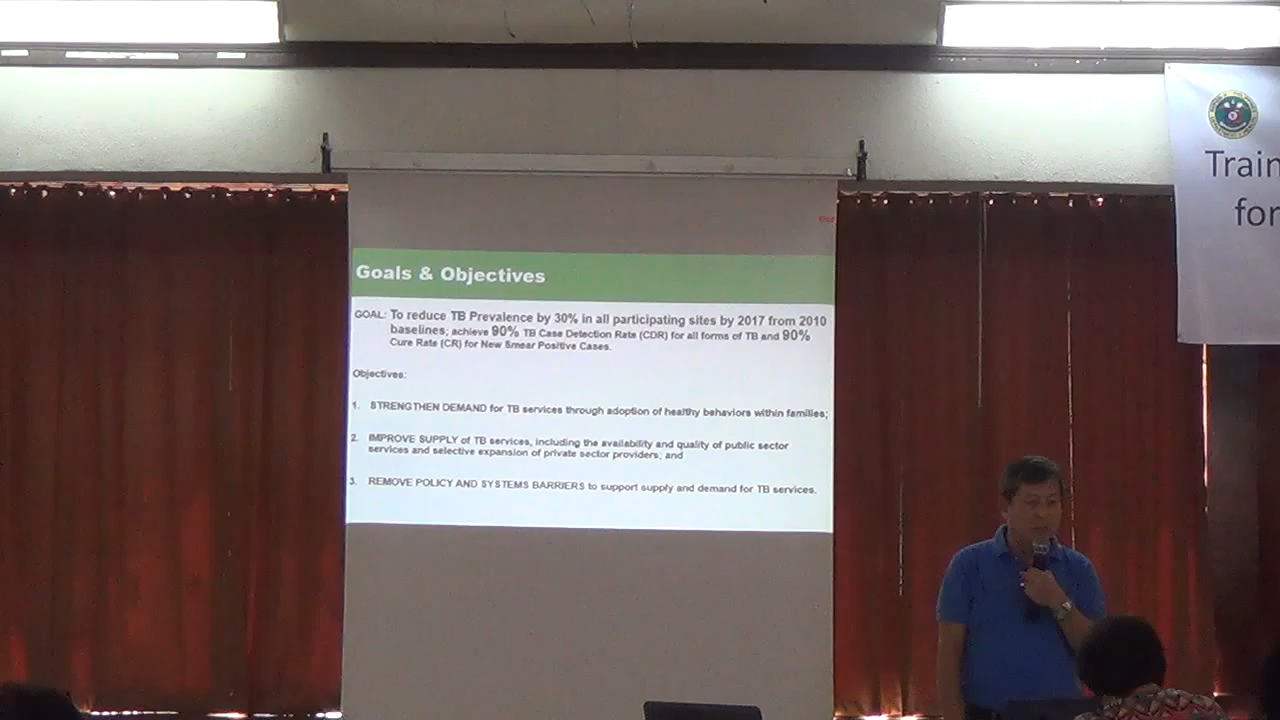 Goals & Objectives
GOAL: To reduce TB Prevalence by 30% in all participating sites by 2017 from 2010
baselines; achieve 90% TB Case Detection Rate (CDR) for all forms of TB and 90%
Cure Rate (CR) for New Smear Positive Cases.
Objectives:
1. STRENGTHEN DEMAND for TB services through adoption of healthy behaviors within families;
2. IMPROVE SUPPLY of TB services, including the availability and quality of public sector
services and selective expansion of private sector providers; and
3. REMOVE POLICY AND SYSTEMS BARRIERS to support supply and demand for TB services.
Train
for